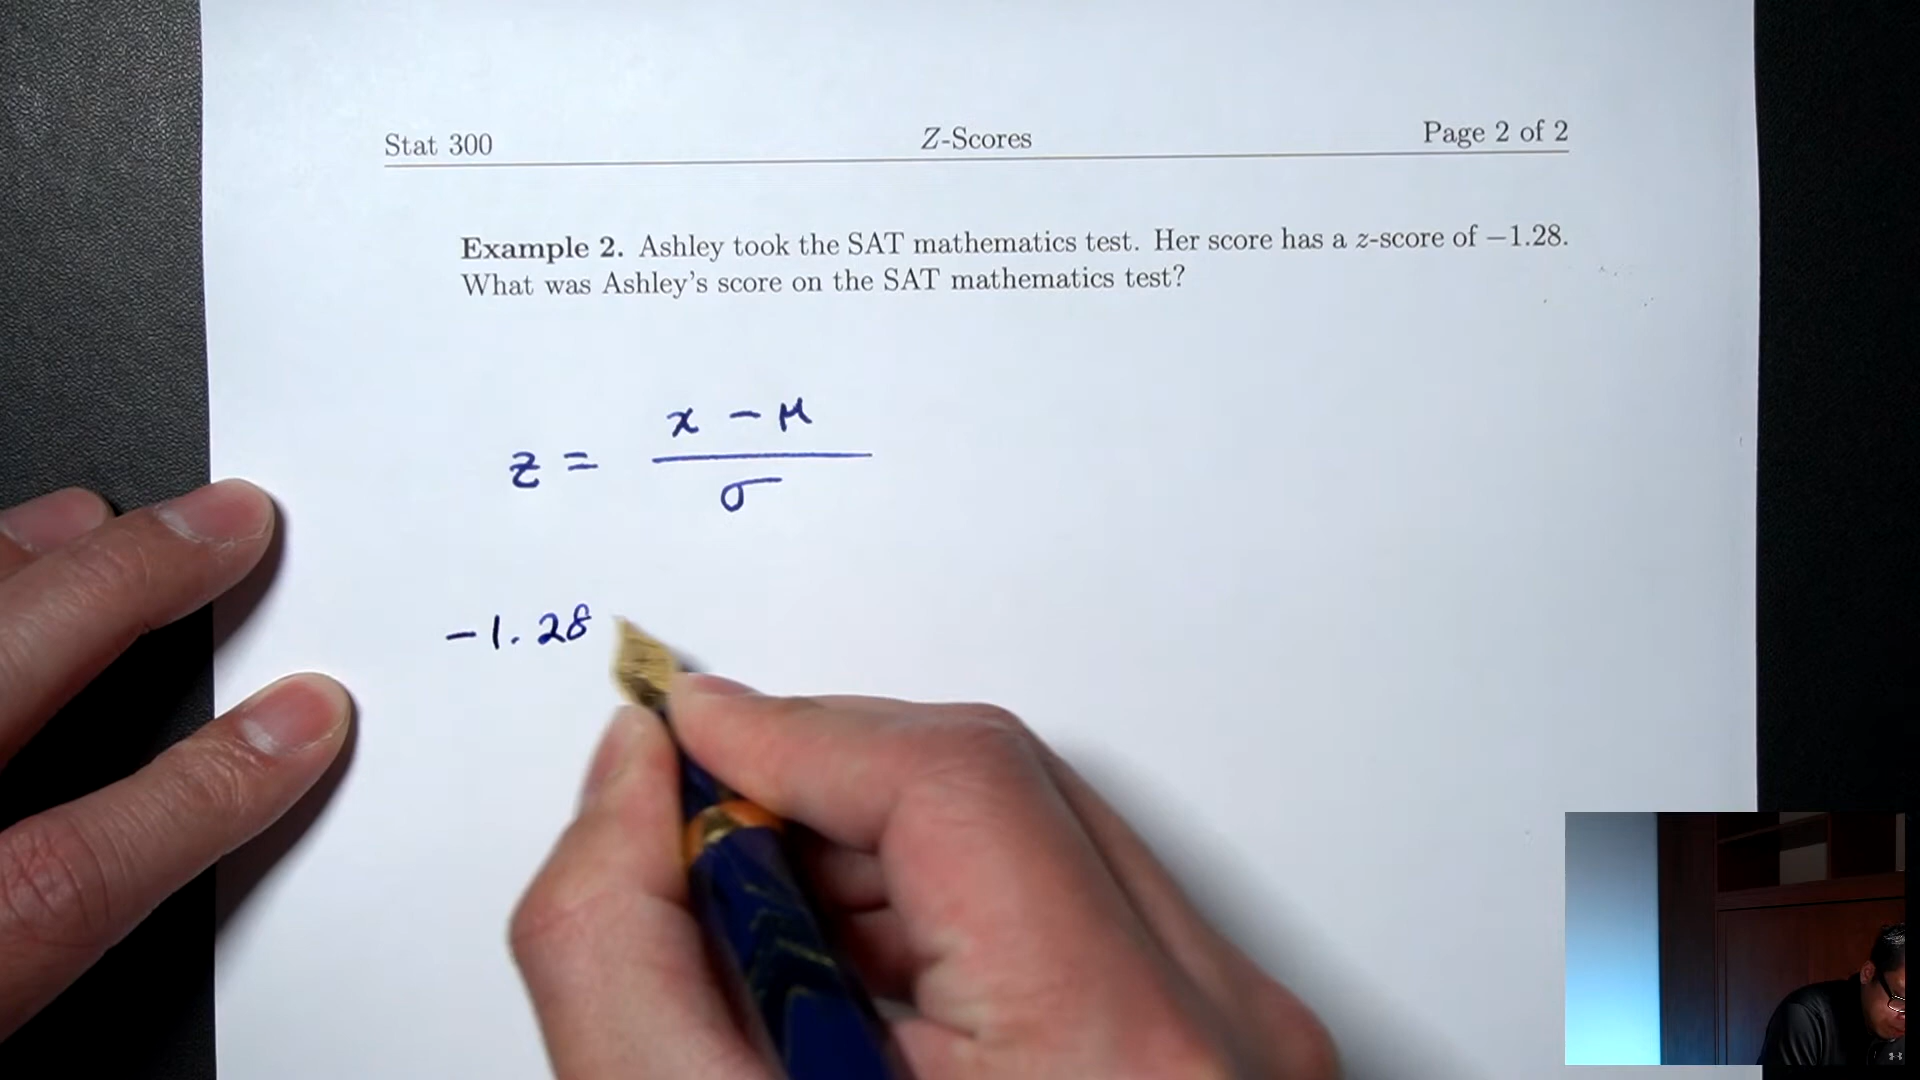 Stat 300 Z-Scores Page 2 of 2
Example 2. Ashley took the SAT mathematics test. Her score has a z-score of −1.28.
What was Ashley's score on the SAT mathematics test?
z = x − μ / σ
−1.28